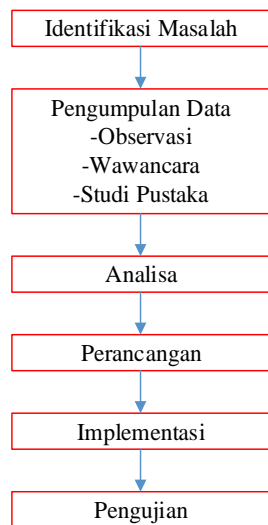 Identifikasi Masalah
Pengumpulan Data
-Observasi
-Wawancara
-Studi Pustaka
Analisa
Perancangan
Implementasi
Pengujian